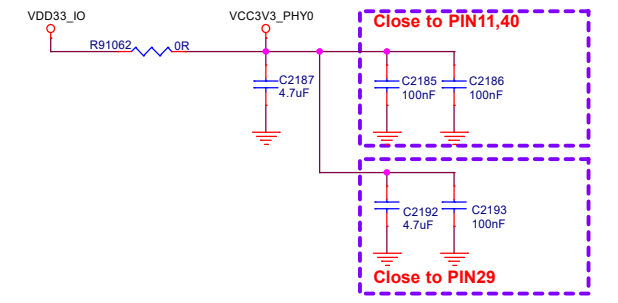 VDD33_IO
VCC3V3_PHY0
Close to PIN11,40
R91062
0R
C2187
4.7uF
C2185
100nF
C2186
100nF
C2192
4.7uF
C2193
100nF
Close to PIN29